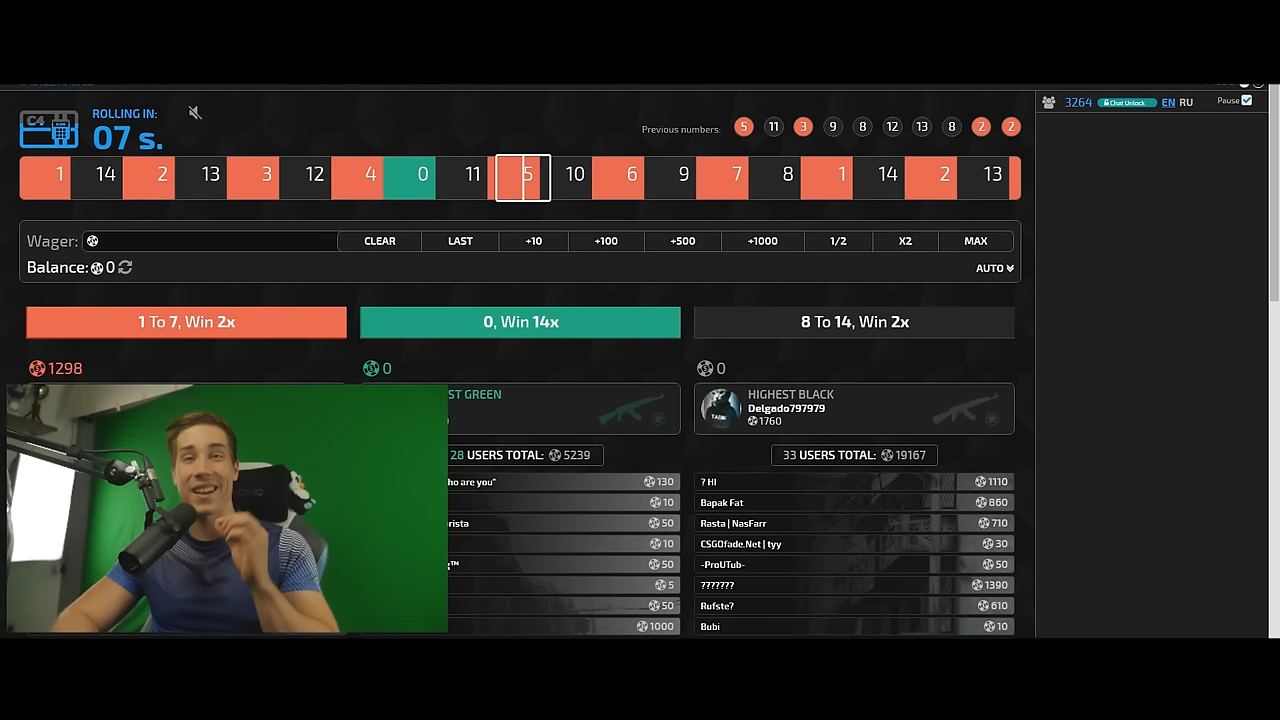 ROLLING IN:
C4
07 s.
3264 Chat Unlock EN RU Pause
Previous numbers: 5 11 3 9 8 12 13 8 2 2
1 14 2 13 3 12 4 0 11 5 10 6 9 7 8 1 14 2 13
Wager: CLEAR LAST +10 +100 +500 +1000 1/2 X2 MAX
Balance: 0 AUTO
1 To 7, Win 2x
0, Win 14x
8 To 14, Win 2x
1298
0
0
ST GREEN
HIGHEST BLACK
Delgado797979
1760
28 USERS TOTAL: 5239
33 USERS TOTAL: 19167
ho are you" 130
10
rista 50
10
g™ 50
5
50
1000
? HI 1110
Bapak Fat 860
Rasta | NasFarr 710
CSGOfade.Net | tyy 30
-ProUTub- 50
??????? 1390
Rufste? 610
Bubi 10